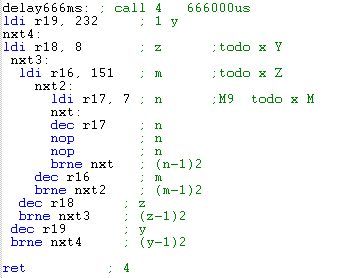 delay666ms: ; call 4   666000us
ldi r19, 232     ; 1 y
nxt4:
ldi r18, 8     ; z       ;todo x Y
 nxt3:
  ldi r16, 151   ; m       ;todo x Z
    nxt2:
      ldi r17, 7 ; n       ;M9  todo x M
      nxt:
      dec r17    ; n
      nop        ; n
      nop        ; n
      brne nxt   ; (n-1)2
    dec r16      ; m
    brne nxt2    ; (m-1)2
  dec r18      ; z
  brne nxt3    ; (z-1)2
 dec r19       ; y
 brne nxt4     ; (y-1)2
ret          ; 4